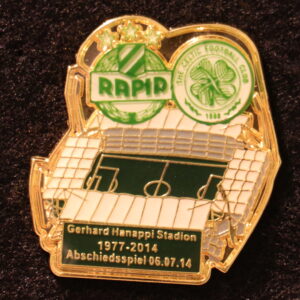 RAPID
THE CELTIC FOOTBALL CLUB
1888
Gerhard Hanappi Stadion
1977-2014
Abschiedsspiel 06.07.14